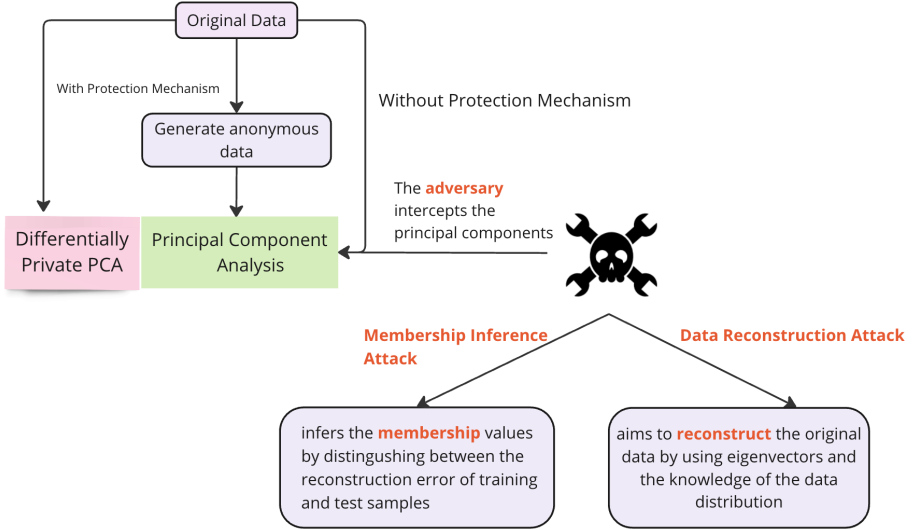 Original Data
With Protection Mechanism
Without Protection Mechanism
Generate anonymous
data
The adversary
intercepts the
principal components
Differentially
Private PCA
Principal Component
Analysis
Membership Inference
Attack
Data Reconstruction Attack
infers the membership values
by distingushing between the
reconstruction error of training
and test samples
aims to reconstruct the original
data by using eigenvectors and
the knowledge of the data
distribution